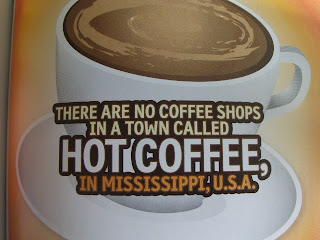 THERE ARE NO COFFEE SHOPS
IN A TOWN CALLED
HOT COFFEE,
IN MISSISSIPPI, U.S.A.